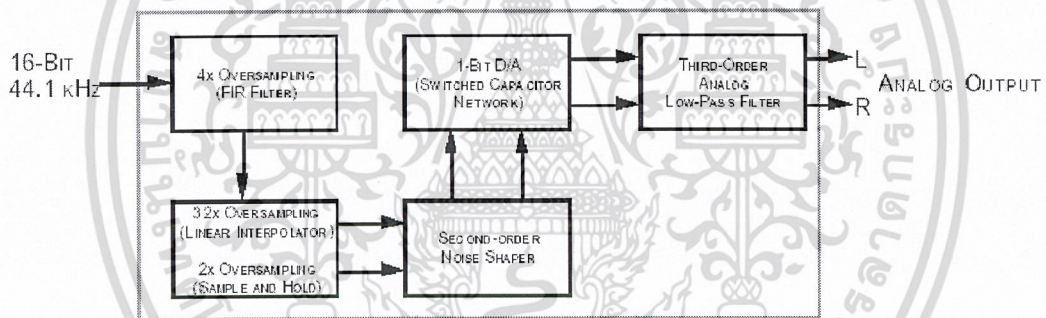 16-BIT
44.1 KHZ
4X OVERSAMPLING
(FIR FILTER)
1-BIT D/A
(SWITCHED CAPACITOR
NETWORK)
THIRD-ORDER
ANALOG
LOW-PASS FILTER
L
R
ANALOG OUTPUT
32X OVERSAMPLING
(LINEAR INTERPOLATOR)
2X OVERSAMPLING
(SAMPLE AND HOLD)
SECOND-ORDER
NOISE SHAPER